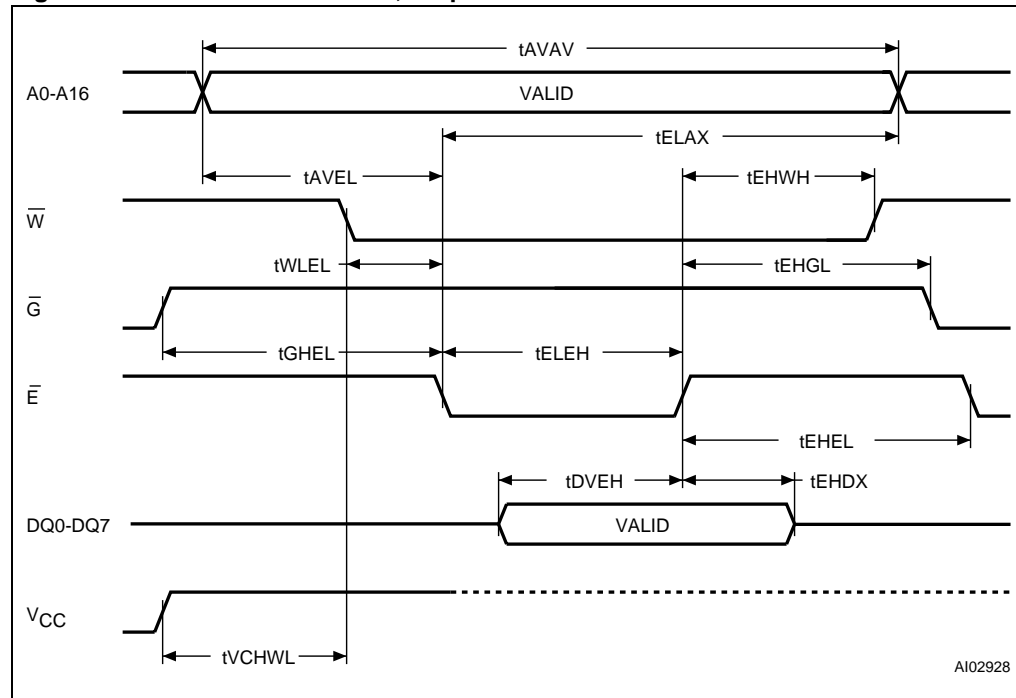 tAVAV
A0-A16
VALID
tELAX
tAVEL
tEHWH
W
tWLEL
tEHGL
G
tGHEL
tELEH
E
tEHEL
tDVEH
tEHDX
DQ0-DQ7
VALID
VCC
tVCHWL
AI02928